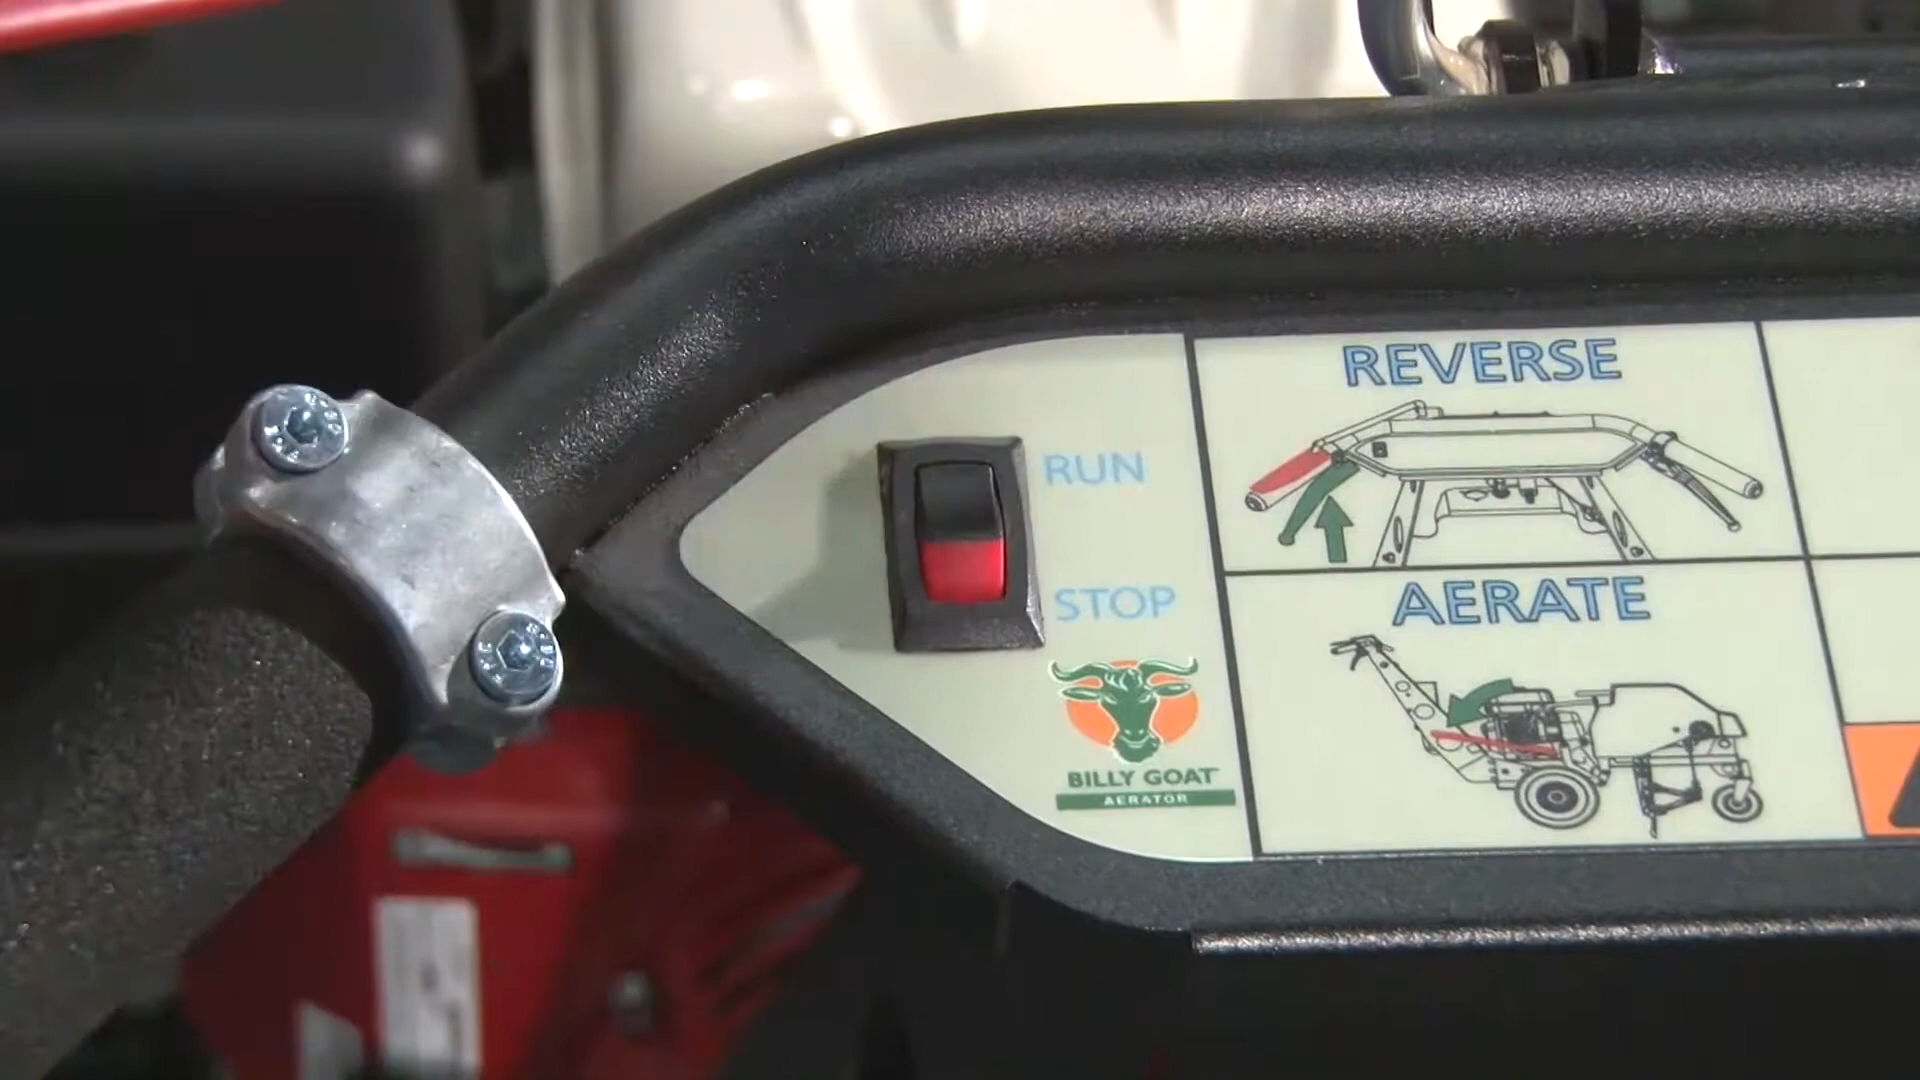 RUN
STOP
BILLY GOAT
AERATOR
REVERSE
AERATE